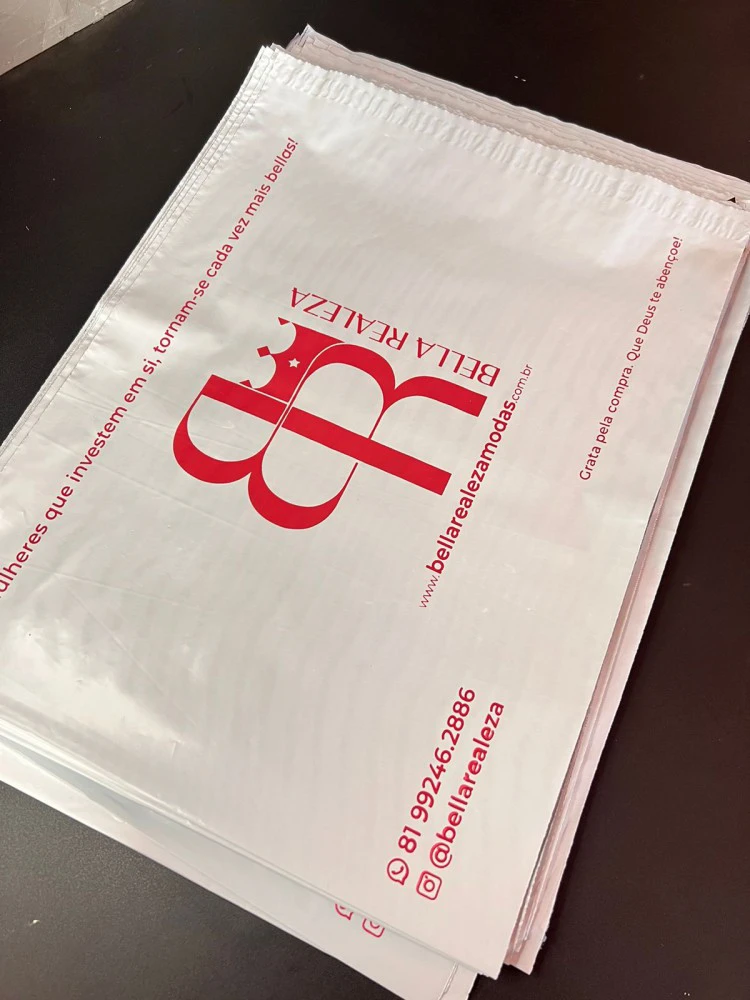 ulheres que investem em si, tornam-se cada vez mais bellas!
BR
BELLA REALEZA
www.bellarealezamodas.com.br
Grata pela compra. Que Deus te abençoe!
81 99246.2886
@bellarealeza